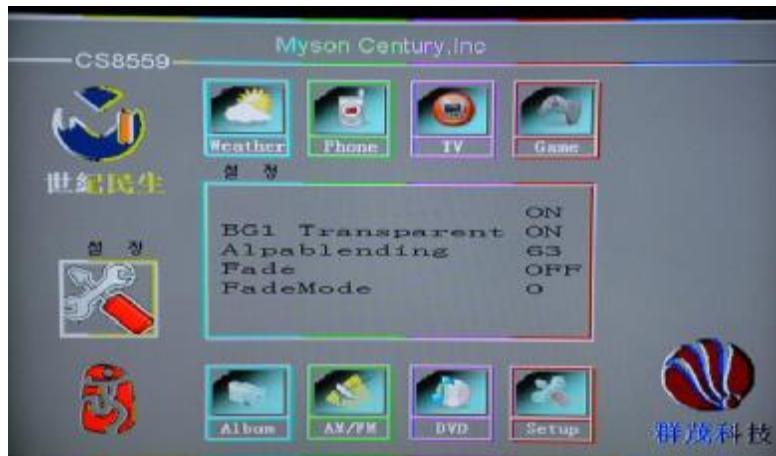 Myson Century,Inc
CS8559
Weather
Phone
TV
Game
설 정
世紀民生
ON
BG1 Transparent ON
Alpablending 63
Fade OFF
FadeMode 0
설 정
Album
AM/FM
DVD
Setup
群茂科技